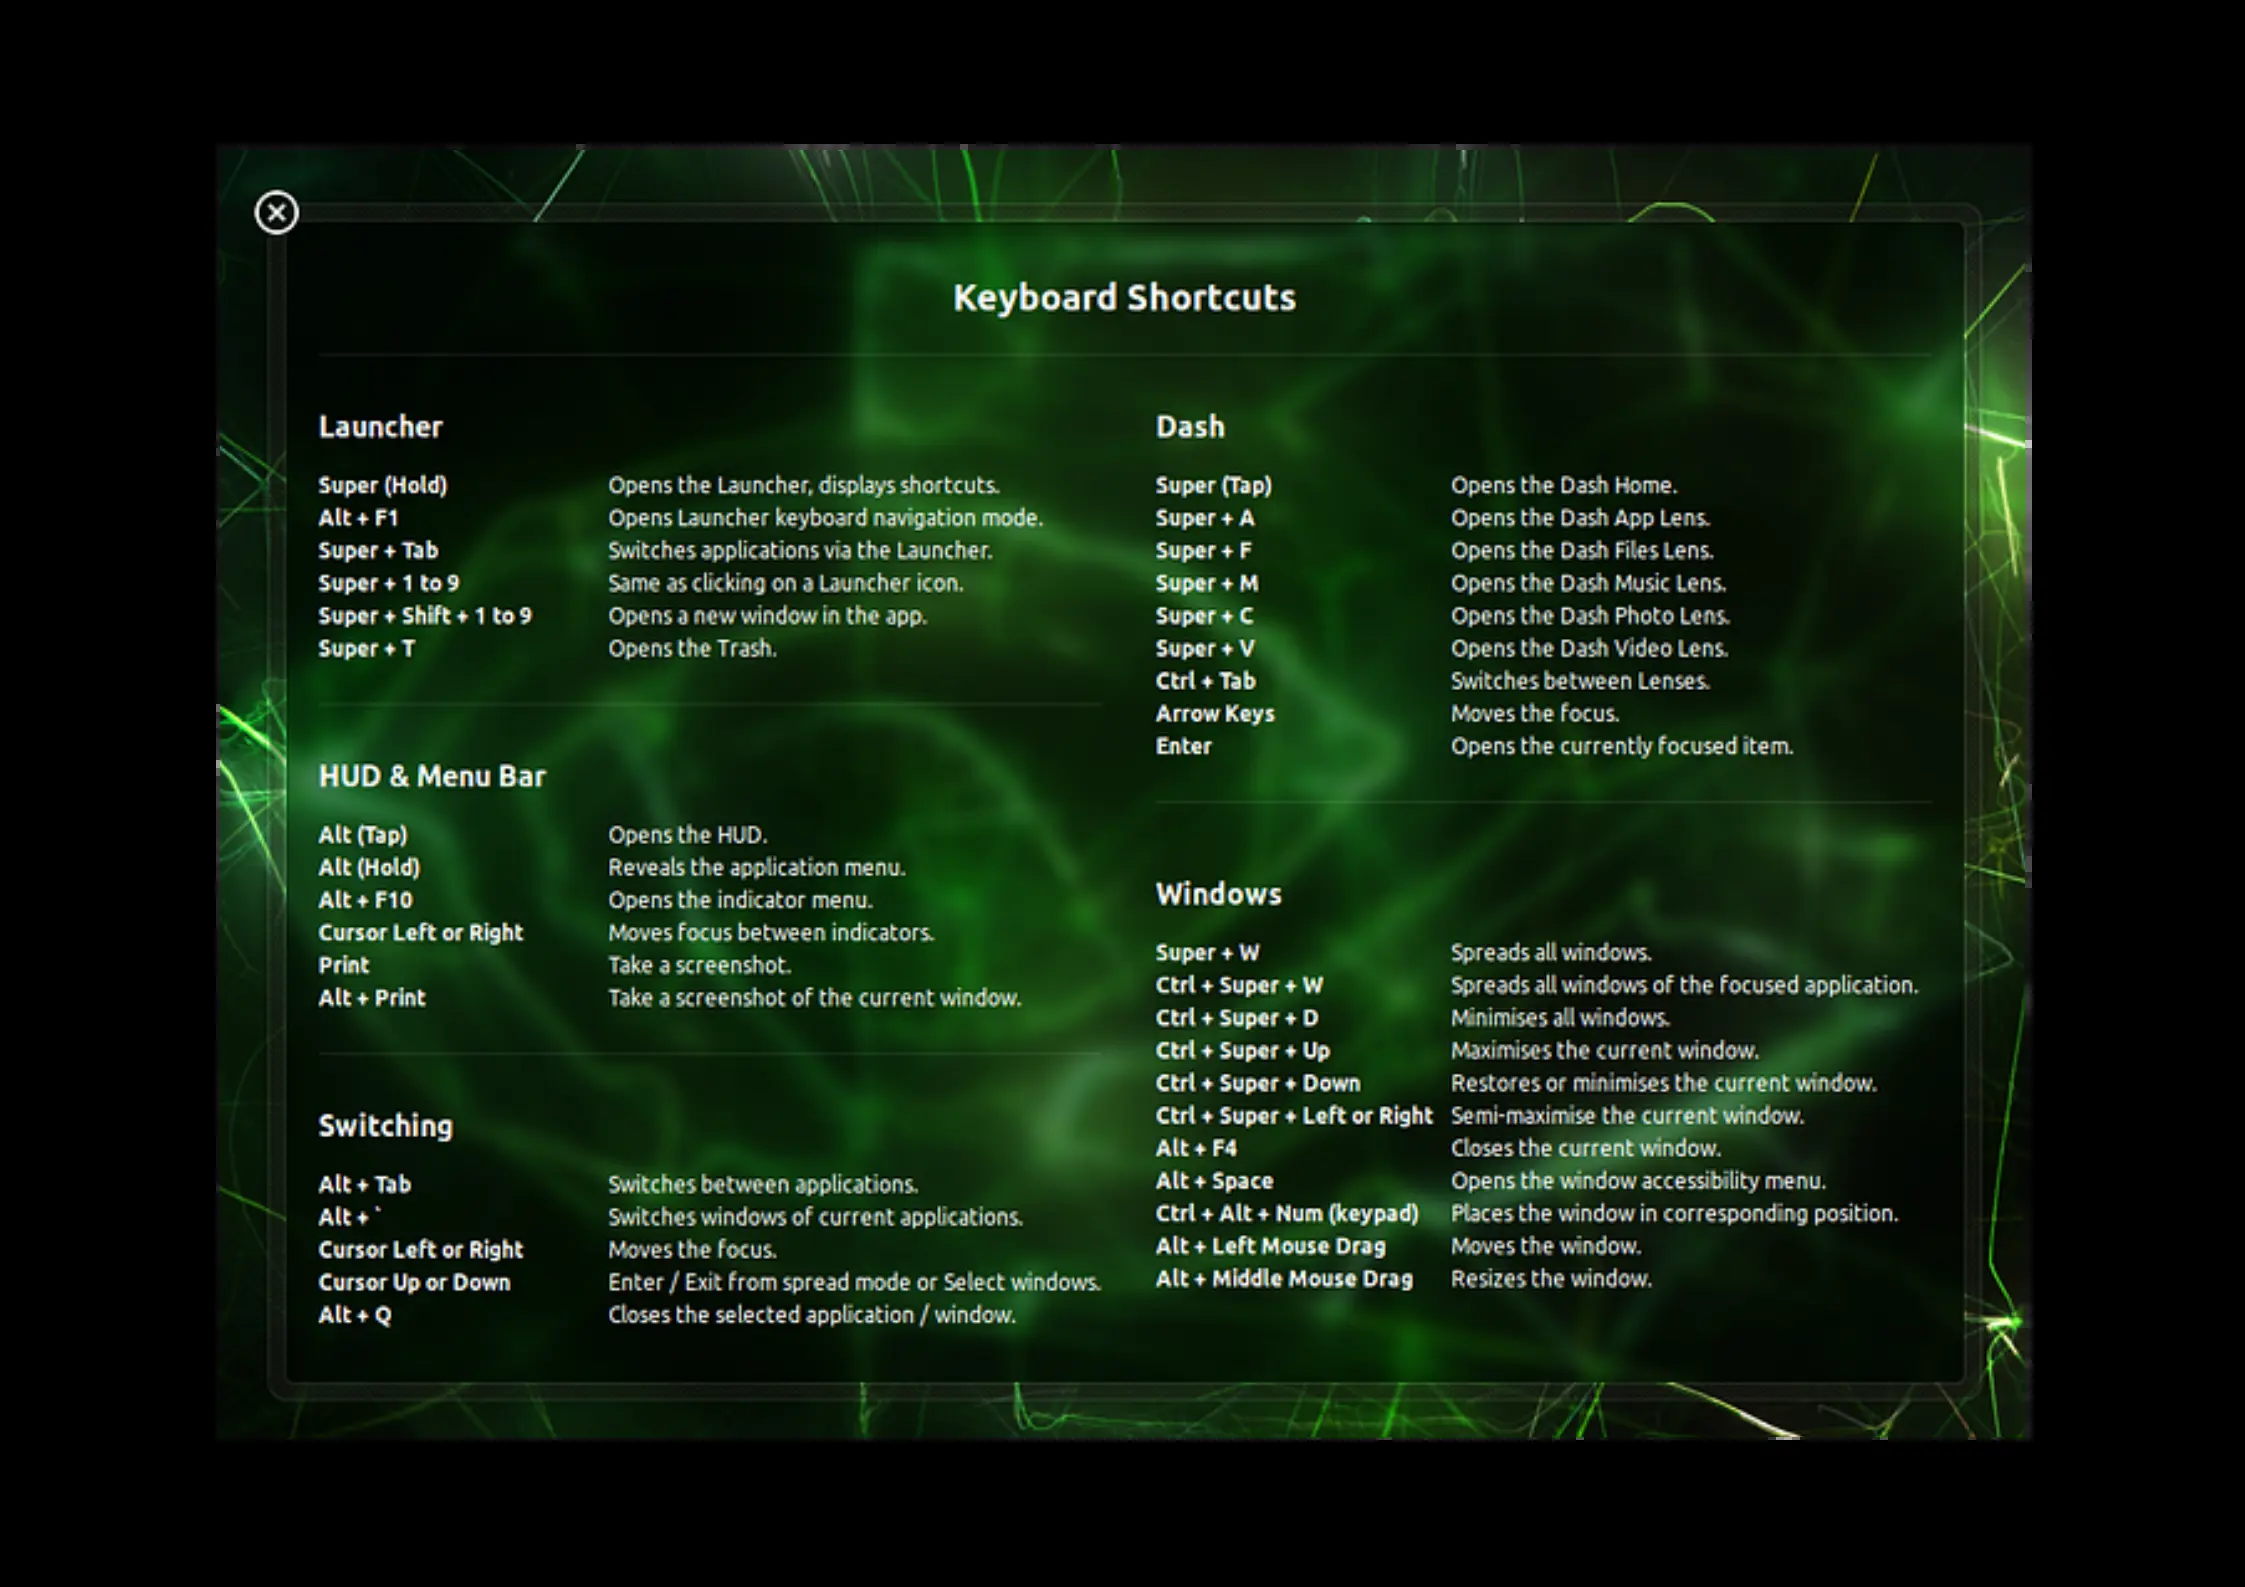 Keyboard Shortcuts
Launcher
Super (Hold) Opens the Launcher, displays shortcuts.
Alt + F1 Opens Launcher keyboard navigation mode.
Super + Tab Switches applications via the Launcher.
Super + 1 to 9 Same as clicking on a Launcher icon.
Super + Shift + 1 to 9 Opens a new window in the app.
Super + T Opens the Trash.
HUD & Menu Bar
Alt (Tap) Opens the HUD.
Alt (Hold) Reveals the application menu.
Alt + F10 Opens the indicator menu.
Cursor Left or Right Moves focus between indicators.
Print Take a screenshot.
Alt + Print Take a screenshot of the current window.
Switching
Alt + Tab Switches between applications.
Alt + ` Switches windows of current applications.
Cursor Left or Right Moves the focus.
Cursor Up or Down Enter / Exit from spread mode or Select windows.
Alt + Q Closes the selected application / window.
Dash
Super (Tap) Opens the Dash Home.
Super + A Opens the Dash App Lens.
Super + F Opens the Dash Files Lens.
Super + M Opens the Dash Music Lens.
Super + C Opens the Dash Photo Lens.
Super + V Opens the Dash Video Lens.
Ctrl + Tab Switches between Lenses.
Arrow Keys Moves the focus.
Enter Opens the currently focused item.
Windows
Super + W Spreads all windows.
Ctrl + Super + W Spreads all windows of the focused application.
Ctrl + Super + D Minimises all windows.
Ctrl + Super + Up Maximises the current window.
Ctrl + Super + Down Restores or minimises the current window.
Ctrl + Super + Left or Right Semi-maximise the current window.
Alt + F4 Closes the current window.
Alt + Space Opens the window accessibility menu.
Ctrl + Alt + Num (keypad) Places the window in corresponding position.
Alt + Left Mouse Drag Moves the window.
Alt + Middle Mouse Drag Resizes the window.